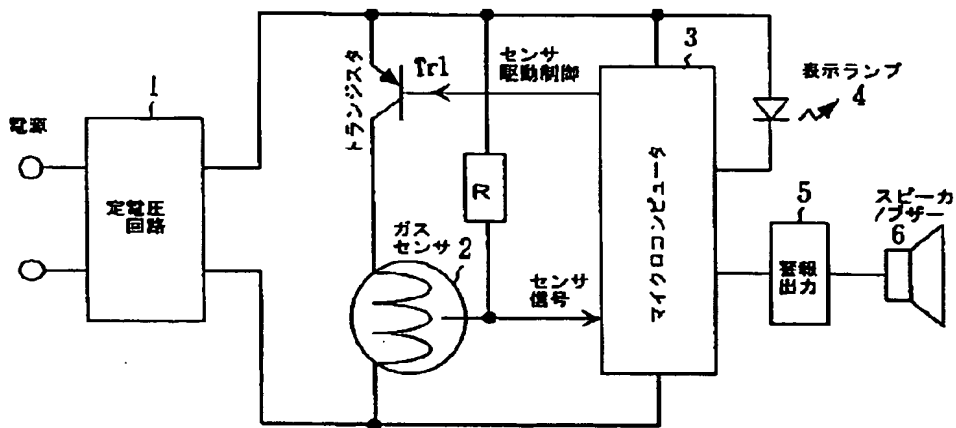 電源
1
定電圧
回路
トランジスタ
Tr1
センサ
駆動制御
R
ガス
センサ
2
センサ
信号
3
マイクロコンピュータ
表示ランプ
4
5
警報
出力
スピーカ
/ブザー
6